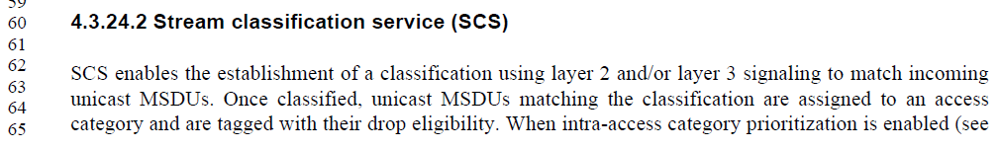 59
60 4.3.24.2 Stream classification service (SCS)
61
62 SCS enables the establishment of a classification using layer 2 and/or layer 3 signaling to match incoming
63 unicast MSDUs. Once classified, unicast MSDUs matching the classification are assigned to an access
64
65 category and are tagged with their drop eligibility. When intra-access category prioritization is enabled (see